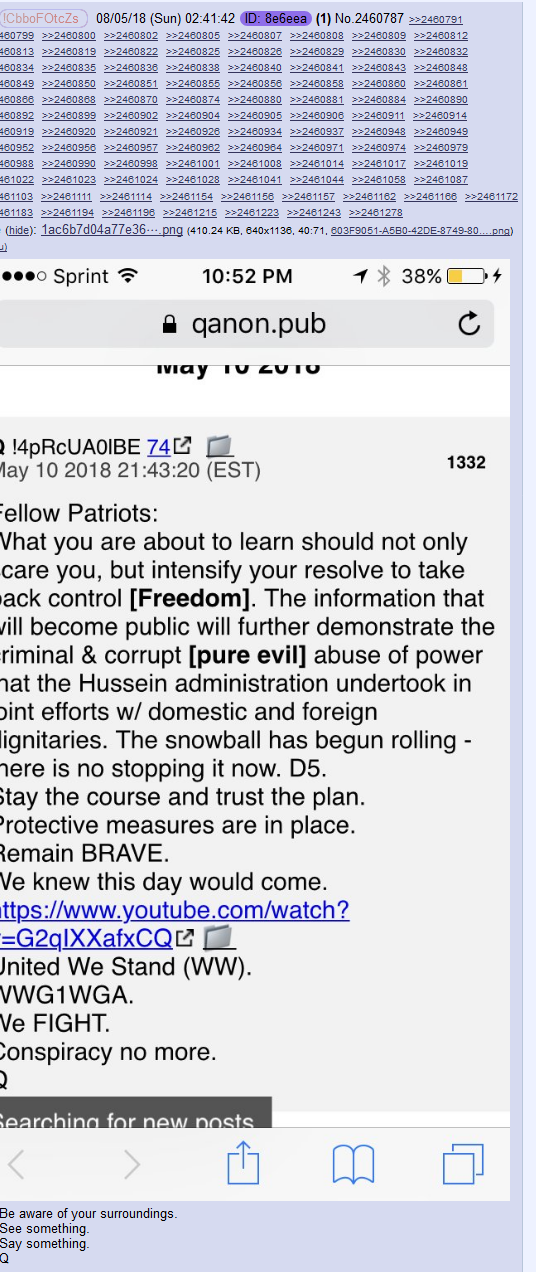 !CbboFOtcZs 08/05/18 (Sun) 02:41:42 ID: 8e6eea (1) No.2460787 >>2460791
460799 >>2460800 >>2460802 >>2460805 >>2460807 >>2460808 >>2460809 >>2460812
460813 >>2460819 >>2460822 >>2460825 >>2460826 >>2460829 >>2460830 >>2460832
460834 >>2460835 >>2460836 >>2460838 >>2460840 >>2460841 >>2460843 >>2460848
460849 >>2460850 >>2460851 >>2460855 >>2460856 >>2460858 >>2460860 >>2460861
460866 >>2460868 >>2460870 >>2460874 >>2460880 >>2460881 >>2460884 >>2460890
460892 >>2460899 >>2460902 >>2460904 >>2460905 >>2460906 >>2460911 >>2460914
460919 >>2460920 >>2460921 >>2460926 >>2460934 >>2460937 >>2460948 >>2460949
460952 >>2460956 >>2460957 >>2460962 >>2460964 >>2460971 >>2460974 >>2460979
460988 >>2460990 >>2460998 >>2461001 >>2461008 >>2461014 >>2461017 >>2461019
461022 >>2461023 >>2461024 >>2461028 >>2461041 >>2461044 >>2461058 >>2461087
461103 >>2461111 >>2461114 >>2461154 >>2461156 >>2461157 >>2461162 >>2461166 >>2461172
461183 >>2461194 >>2461196 >>2461215 >>2461223 >>2461243 >>2461278
(hide): 1ac6b7d04a77e36⋯.png (410.24 KB, 640x1136, 40:71, 603F9051-A5B0-42DE-8749-80....png)
u)
Sprint 10:52 PM 38%
qanon.pub
May 10 2018
Q !4pRcUA0lBE 74
May 10 2018 21:43:20 (EST) 1332
Fellow Patriots:
What you are about to learn should not only
scare you, but intensify your resolve to take
back control [Freedom]. The information that
will become public will further demonstrate the
criminal & corrupt [pure evil] abuse of power
that the Hussein administration undertook in
joint efforts w/ domestic and foreign
dignitaries. The snowball has begun rolling -
there is no stopping it now. D5.
Stay the course and trust the plan.
Protective measures are in place.
Remain BRAVE.
We knew this day would come.
https://www.youtube.com/watch?
v=G2qIXXafxCQ
United We Stand (WW).
WWG1WGA.
We FIGHT.
Conspiracy no more.
Q
Searching for new posts
Be aware of your surroundings.
See something.
Say something.
Q